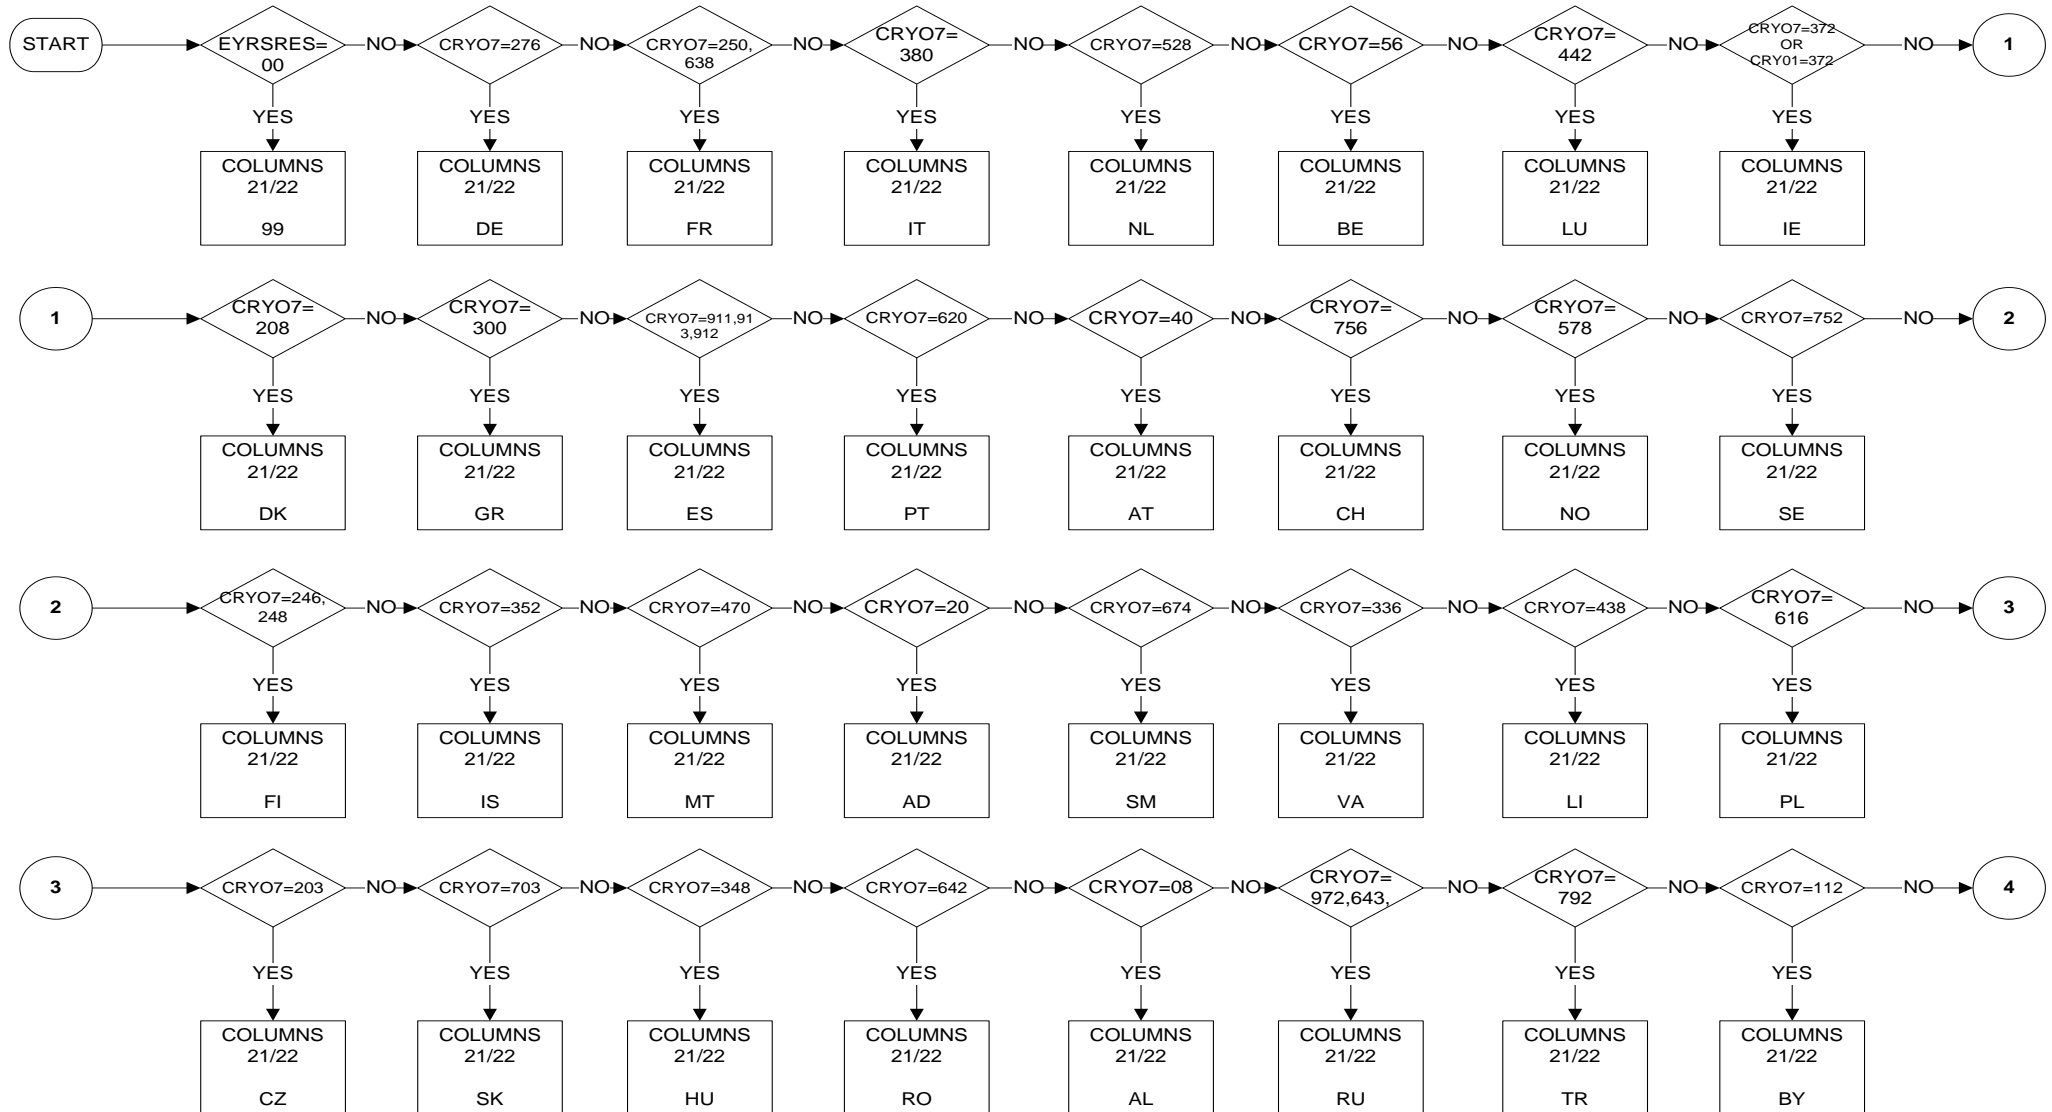 START
EYRSRES=
00
NO
CRYO7=276
NO
CRYO7=250,
638
NO
CRYO7=
380
NO
CRYO7=528
NO
CRYO7=56
NO
CRYO7=
442
NO
CRYO7=372
OR
CRY01=372
NO
1
YES
YES
YES
YES
YES
YES
YES
YES
COLUMNS
21/22
99
COLUMNS
21/22
DE
COLUMNS
21/22
FR
COLUMNS
21/22
IT
COLUMNS
21/22
NL
COLUMNS
21/22
BE
COLUMNS
21/22
LU
COLUMNS
21/22
IE
1
CRYO7=
208
NO
CRYO7=
300
NO
CRYO7=911,91
3,912
NO
CRYO7=620
NO
CRYO7=40
NO
CRYO7=
756
NO
CRYO7=
578
NO
CRYO7=752
NO
2
YES
YES
YES
YES
YES
YES
YES
YES
COLUMNS
21/22
DK
COLUMNS
21/22
GR
COLUMNS
21/22
ES
COLUMNS
21/22
PT
COLUMNS
21/22
AT
COLUMNS
21/22
CH
COLUMNS
21/22
NO
COLUMNS
21/22
SE
2
CRYO7=246,
248
NO
CRYO7=352
NO
CRYO7=470
NO
CRYO7=20
NO
CRYO7=674
NO
CRYO7=336
NO
CRYO7=438
NO
CRYO7=
616
NO
3
YES
YES
YES
YES
YES
YES
YES
YES
COLUMNS
21/22
FI
COLUMNS
21/22
IS
COLUMNS
21/22
MT
COLUMNS
21/22
AD
COLUMNS
21/22
SM
COLUMNS
21/22
VA
COLUMNS
21/22
LI
COLUMNS
21/22
PL
3
CRYO7=203
NO
CRYO7=703
NO
CRYO7=348
NO
CRYO7=642
NO
CRYO7=08
NO
CRYO7=
972,643,
NO
CRYO7=
792
NO
CRYO7=112
NO
4
YES
YES
YES
YES
YES
YES
YES
YES
COLUMNS
21/22
CZ
COLUMNS
21/22
SK
COLUMNS
21/22
HU
COLUMNS
21/22
RO
COLUMNS
21/22
AL
COLUMNS
21/22
RU
COLUMNS
21/22
TR
COLUMNS
21/22
BY